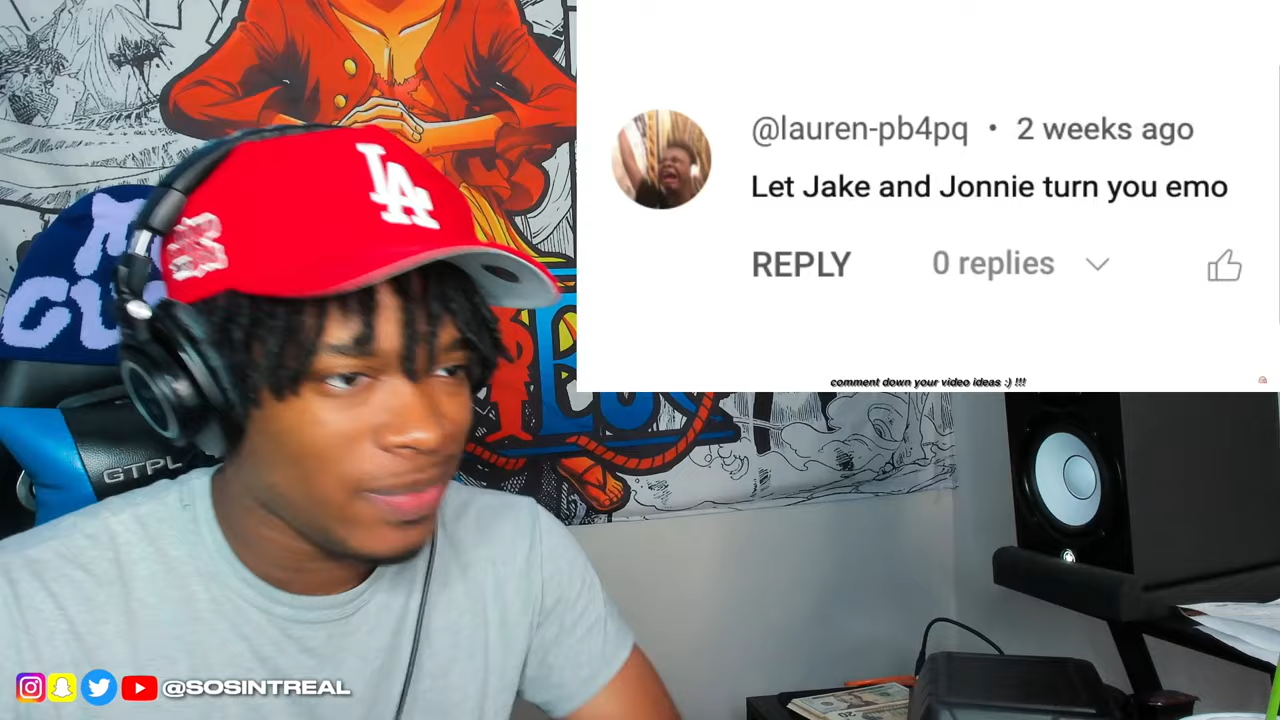 @lauren-pb4pq • 2 weeks ago
Let Jake and Jonnie turn you emo
REPLY 0 replies
comment down your video ideas :) !!!
LA
GTPL
@SOSINTREAL